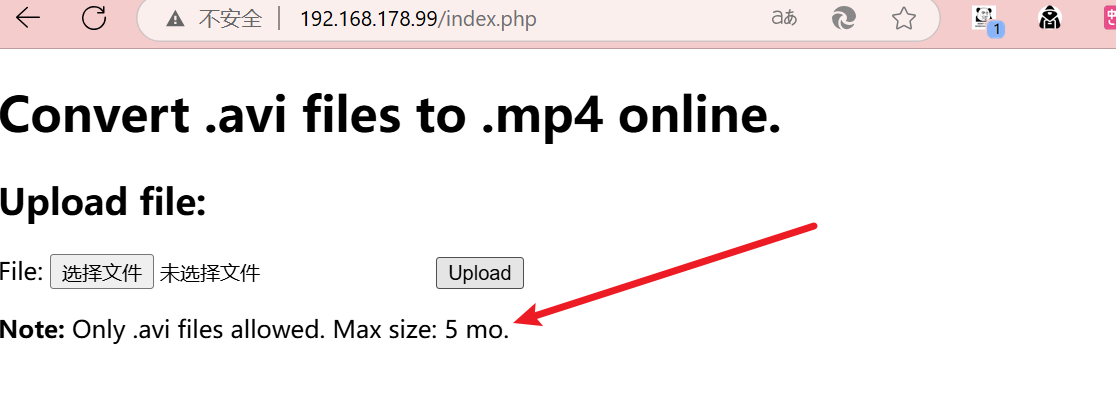 不安全 192.168.178.99/index.php aあ 1
Convert .avi files to .mp4 online.
Upload file:
File: 选择文件 未选择文件 Upload
Note: Only .avi files allowed. Max size: 5 mo.